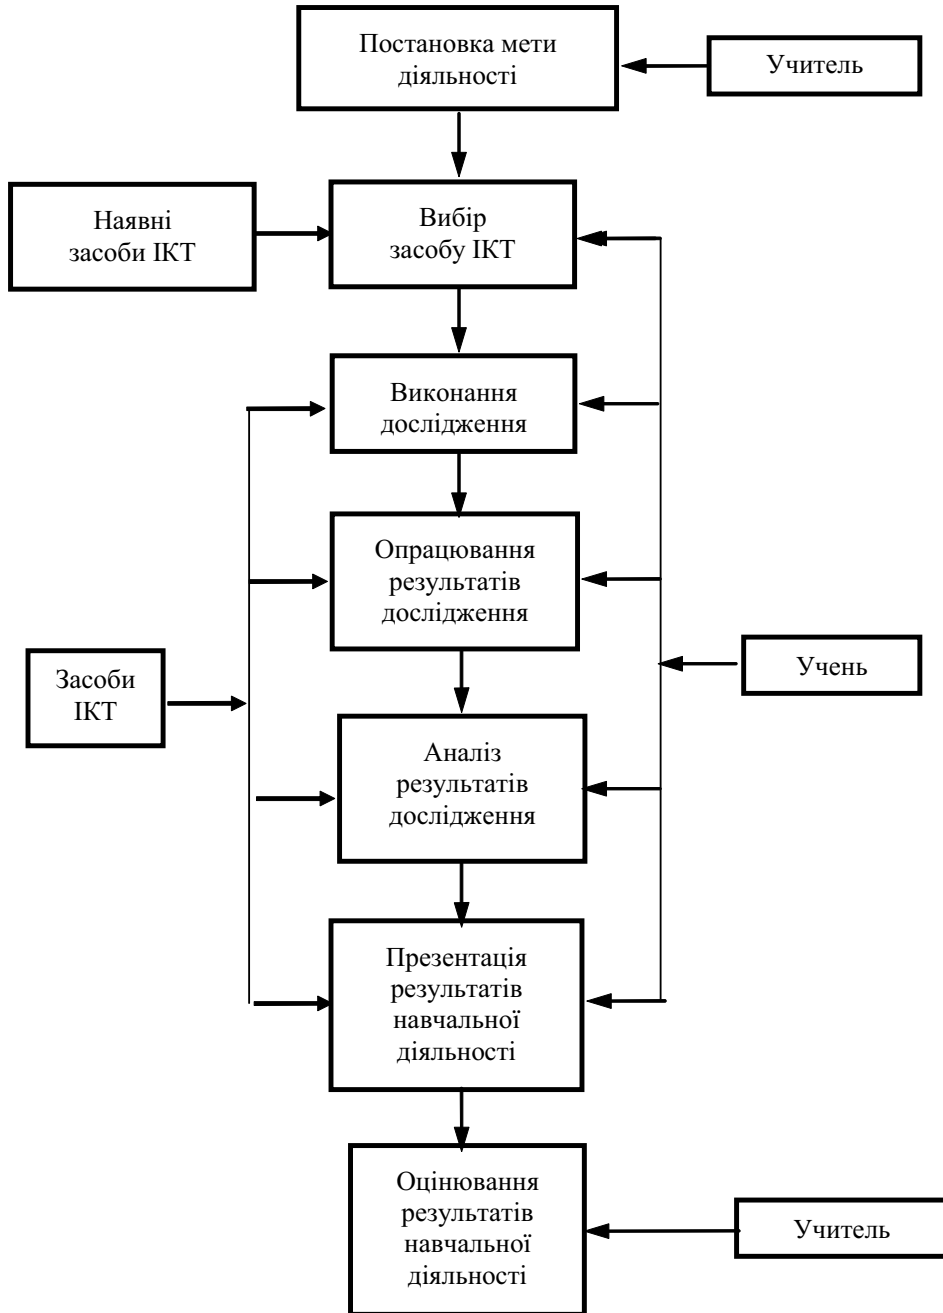 Постановка мети
діяльності
Учитель
Наявні
засоби ІКТ
Вибір
засобу ІКТ
Виконання
дослідження
Опрацювання
результатів
дослідження
Засоби
ІКТ
Учень
Аналіз
результатів
дослідження
Презентація
результатів
навчальної
діяльності
Оцінювання
результатів
навчальної
діяльності
Учитель